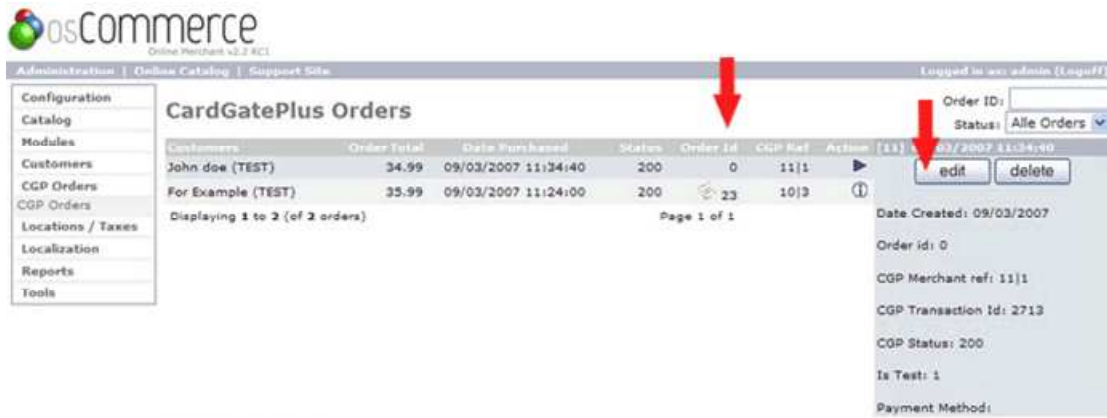 osCommerce
Online Merchant v2.2 RC1
Administration | Online Catalog | Support Site
Logged in as: admin (Logoff)
Configuration
Catalog
Modules
Customers
CGP Orders
CGP Orders
Locations / Taxes
Localization
Reports
Tools
CardGatePlus Orders
Order ID:
Status: Alle Orders
Customers Order Total Date Purchased Status Order Id CGP Ref Action
John doe (TEST) 34.99 09/03/2007 11:34:40 200 0 11|1
For Example (TEST) 35.99 09/03/2007 11:24:00 200 23 10|3
Displaying 1 to 2 (of 2 orders) Page 1 of 1
[11] 03/2007 11:34:40
edit delete
Date Created: 09/03/2007
Order id: 0
CGP Merchant ref: 11|1
CGP Transaction Id: 2713
CGP Status: 200
Is Test: 1
Payment Method: